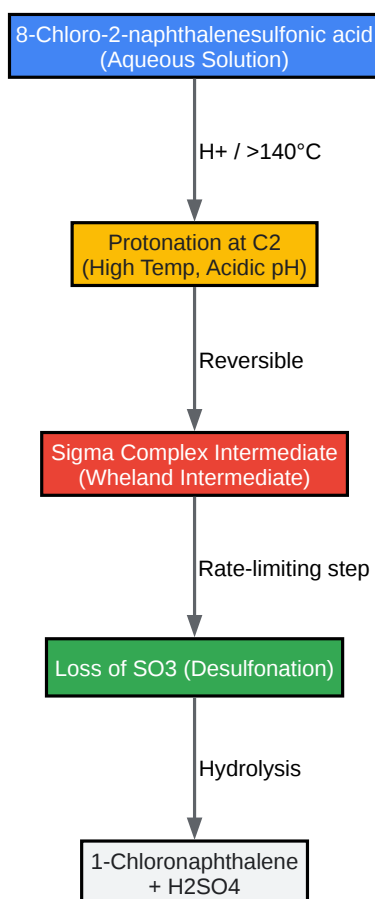 8-Chloro-2-naphthalenesulfonic acid
(Aqueous Solution)
H+ / >140°C
Protonation at C2
(High Temp, Acidic pH)
Reversible
Sigma Complex Intermediate
(Wheland Intermediate)
Rate-limiting step
Loss of SO3 (Desulfonation)
Hydrolysis
1-Chloronaphthalene
+ H2SO4